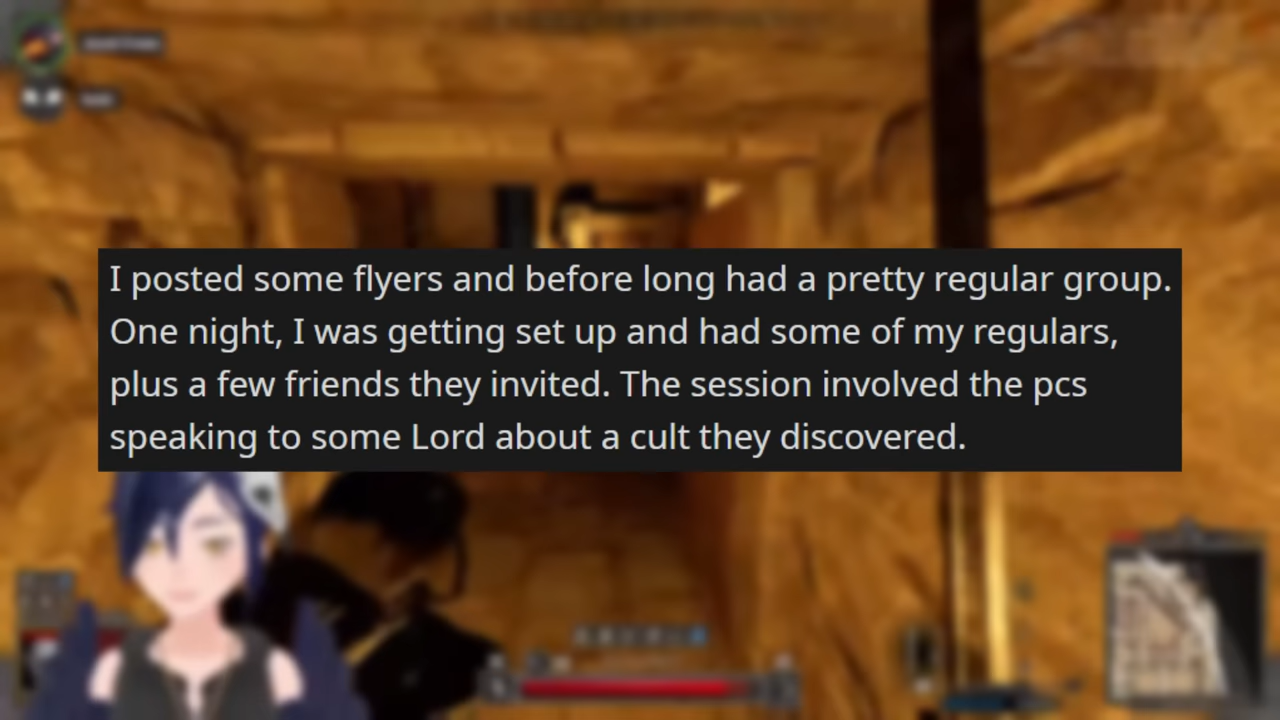 I posted some flyers and before long had a pretty regular group.
One night, I was getting set up and had some of my regulars,
plus a few friends they invited. The session involved the pcs
speaking to some Lord about a cult they discovered.